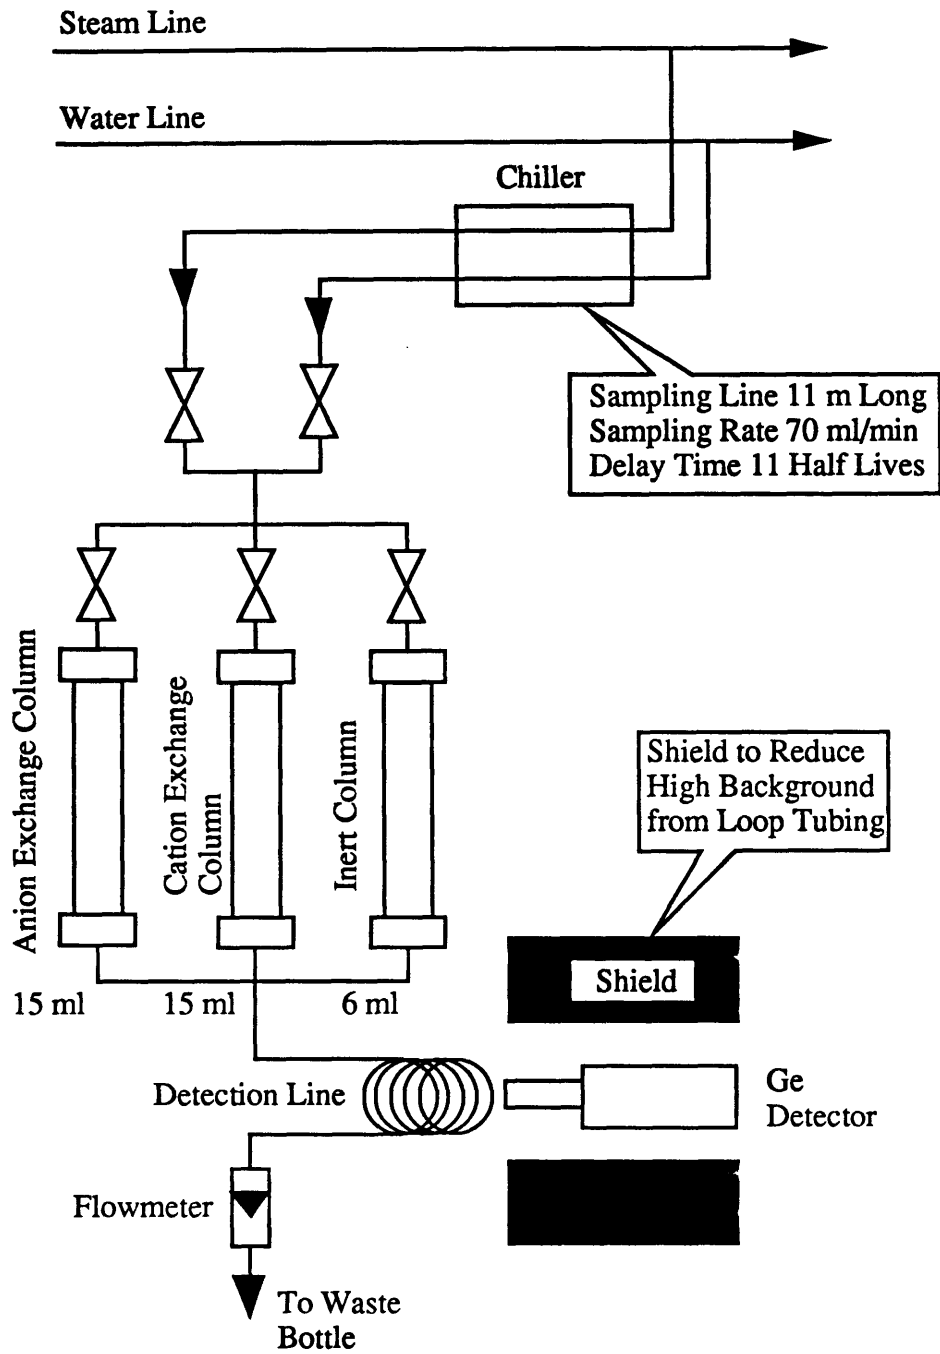 Steam Line
Water Line
Chiller
Sampling Line 11 m Long
Sampling Rate 70 ml/min
Delay Time 11 Half Lives
Anion Exchange Column
Cation Exchange
Column
Inert Column
Shield to Reduce
High Background
from Loop Tubing
15 ml
15 ml
6 ml
Shield
Detection Line
Ge
Detector
Flowmeter
To Waste
Bottle